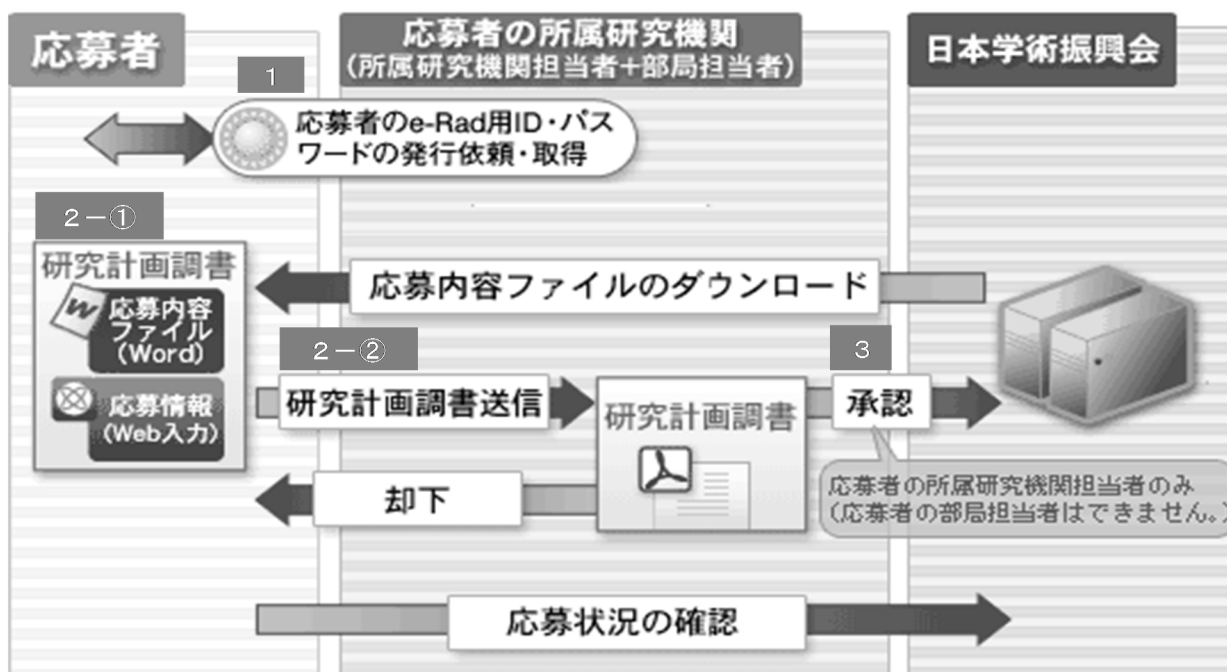 応募者
応募者の所属研究機関
(所属研究機関担当者+部局担当者)
日本学術振興会
1
応募者のe-Rad用ID・パス
ワードの発行依頼・取得
2-①
研究計画調書
W
応募内容
ファイル
(Word)
応募情報
(Web入力)
応募内容ファイルのダウンロード
2-②
研究計画調書送信
研究計画調書
3
承認
応募者の所属研究機関担当者のみ
(応募者の部局担当者はできません。)
却下
応募状況の確認